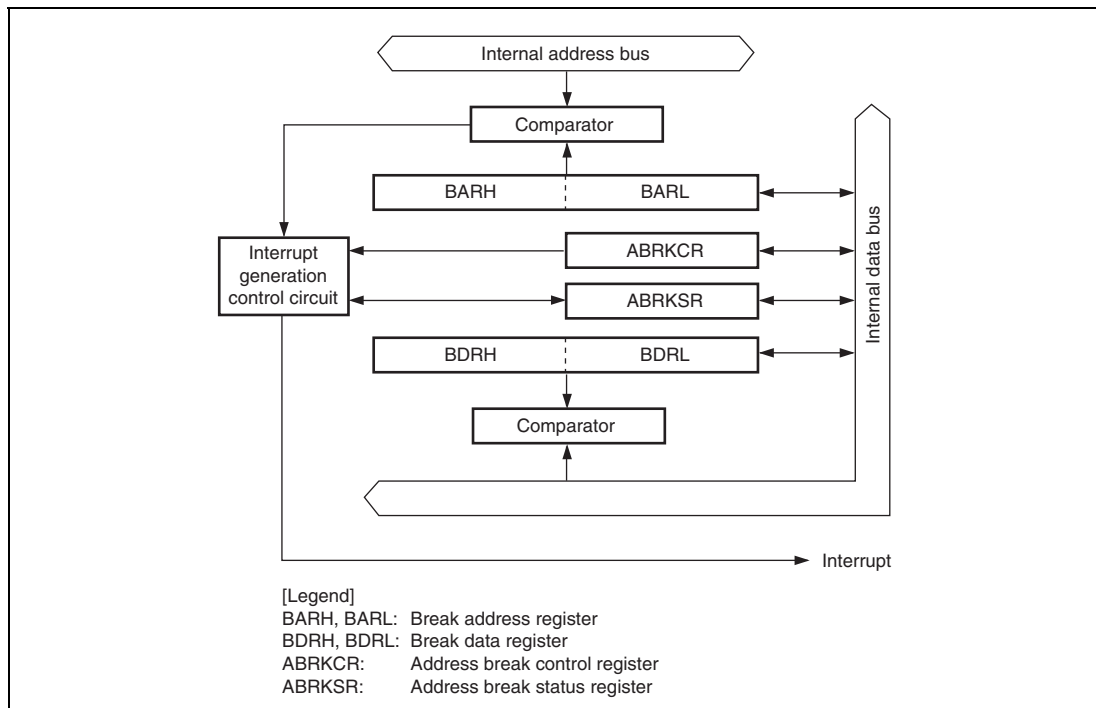 Internal address bus
Comparator
BARH BARL
ABRKCR
Interrupt
generation
control circuit
ABRKSR
Internal data bus
BDRH BDRL
Comparator
Interrupt
[Legend]
BARH, BARL: Break address register
BDRH, BDRL: Break data register
ABRKCR: Address break control register
ABRKSR: Address break status register